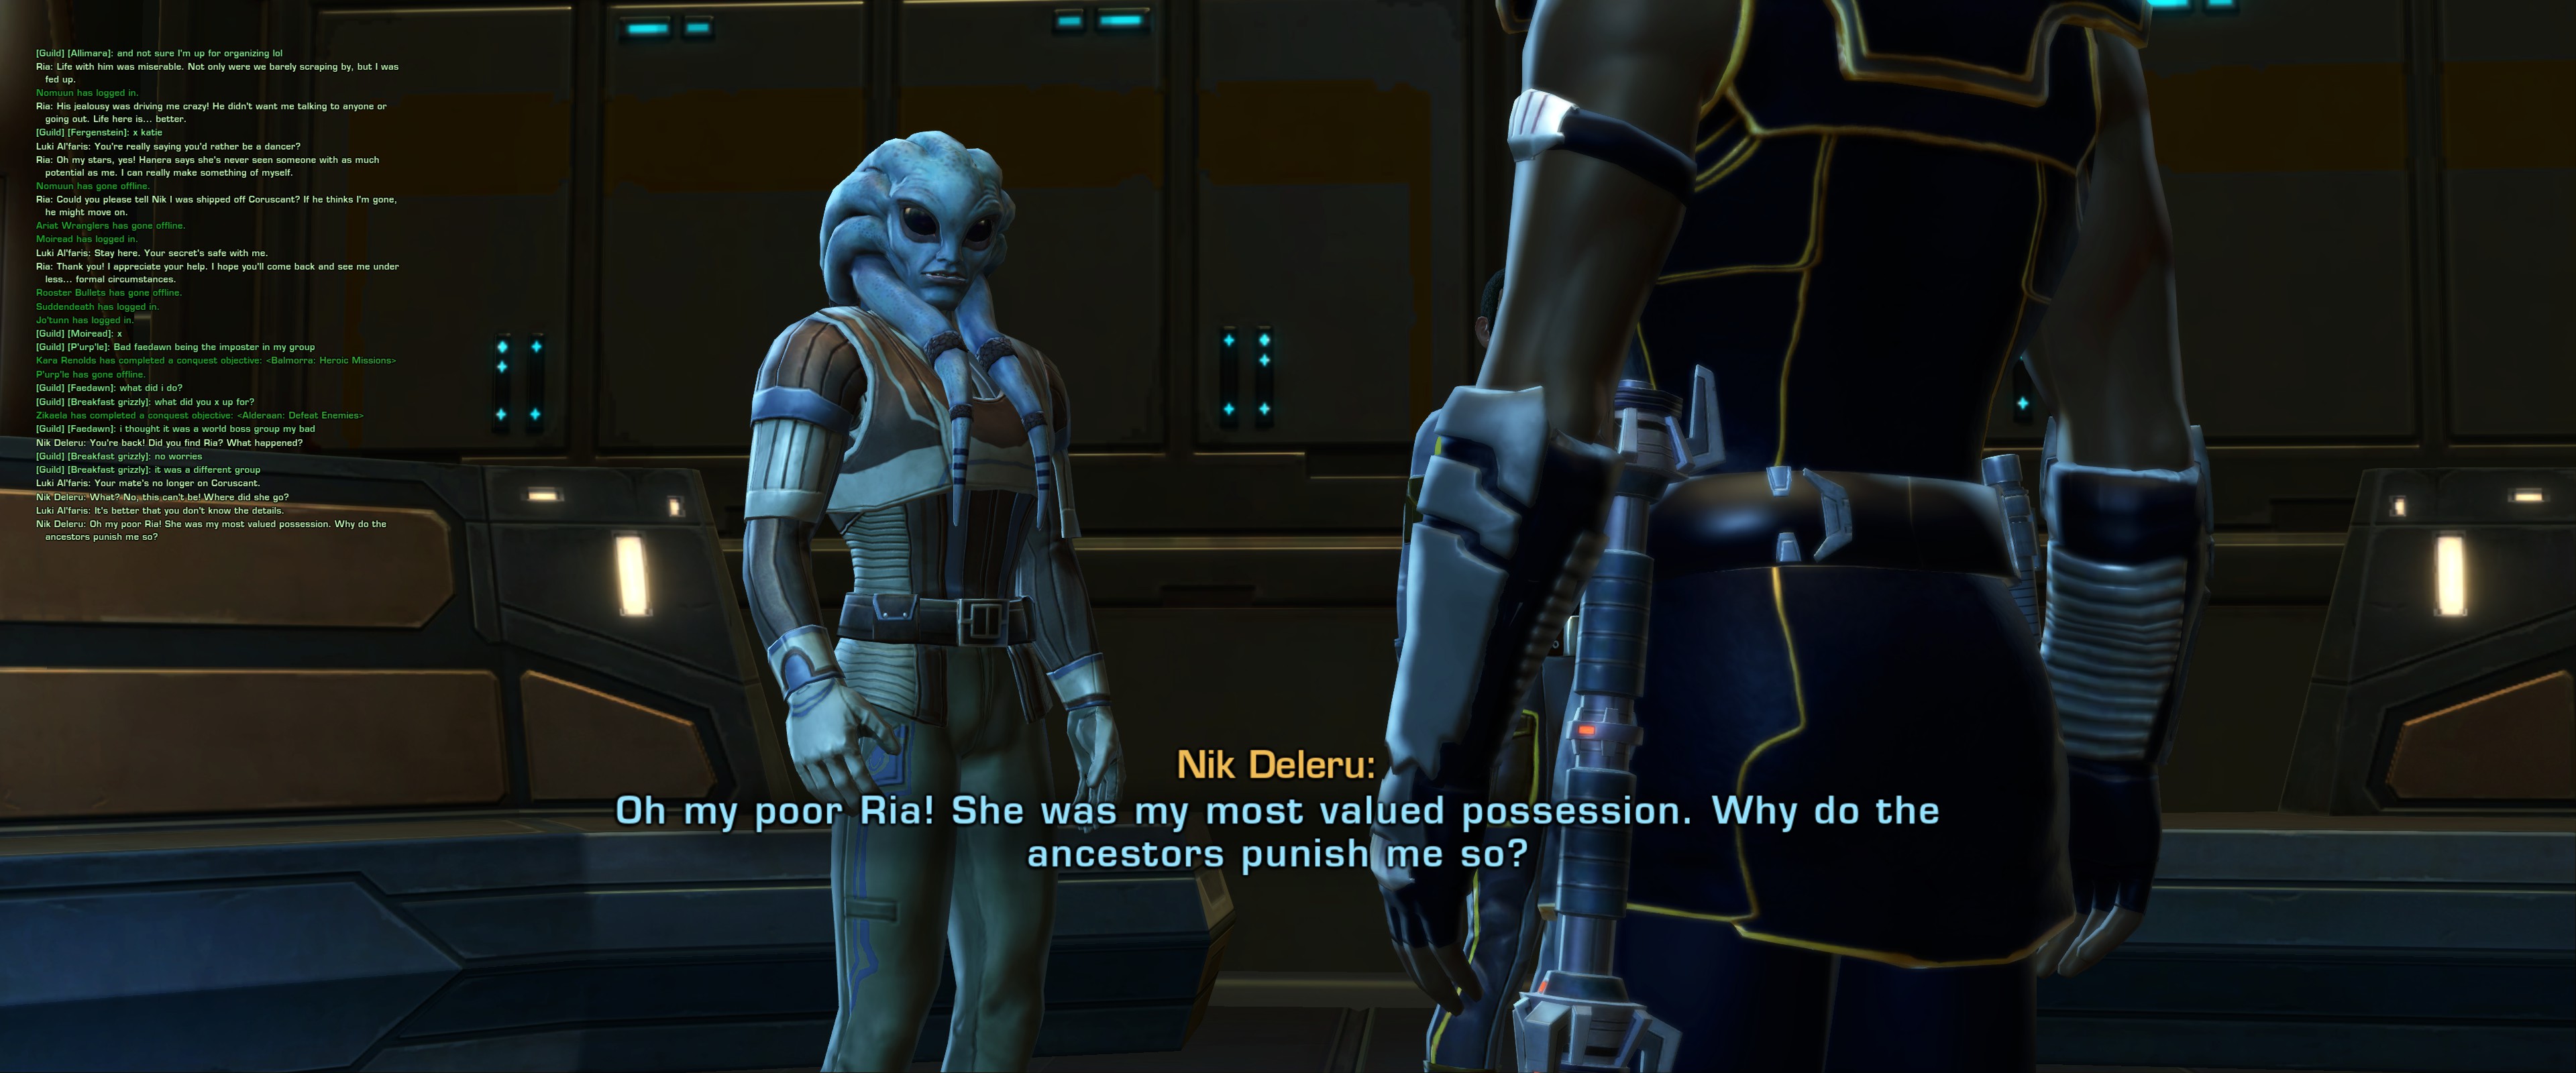 [Guild] [Allimara]: and not sure I'm up for organizing lol
Ria: Life with him was miserable. Not only were we barely scraping by, but I was
fed up.
Nomuun has logged in.
Ria: His jealousy was driving me crazy! He didn't want me talking to anyone or
going out. Life here is... better.
[Guild] [Fergenstein]: x katie
Luki Al'faris: You're really saying you'd rather be a dancer?
Ria: Oh my stars, yes! Hanera says she's never seen someone with as much
potential as me. I can really make something of myself.
Nomuun has gone offline.
Ria: Could you please tell Nik I was shipped off Coruscant? If he thinks I'm gone,
he might move on.
Ariat Wranglers has gone offline.
Moiread has logged in.
Luki Al'faris: Stay here. Your secret's safe with me.
Ria: Thank you! I appreciate your help. I hope you'll come back and see me under
less... formal circumstances.
Rooster Bullets has gone offline.
Suddendeath has logged in.
Jo'tunn has logged in.
[Guild] [Moiread]: x
[Guild] [P'urp'le]: Bad faedawn being the imposter in my group
Kara Renolds has completed a conquest objective: <Balmorra: Heroic Missions>
P'urp'le has gone offline.
[Guild] [Faedawn]: what did i do?
[Guild] [Breakfast grizzly]: what did you x up for?
Zikaela has completed a conquest objective: <Alderaan: Defeat Enemies>
[Guild] [Faedawn]: i thought it was a world boss group my bad
Nik Deleru: You're back! Did you find Ria? What happened?
[Guild] [Breakfast grizzly]: no worries
[Guild] [Breakfast grizzly]: it was a different group
Luki Al'faris: Your mate's no longer on Coruscant.
Nik Deleru: What? No, this can't be! Where did she go?
Luki Al'faris: It's better that you don't know the details.
Nik Deleru: Oh my poor Ria! She was my most valued possession. Why do the
ancestors punish me so?
Nik Deleru:
Oh my poor Ria! She was my most valued possession. Why do the
ancestors punish me so?